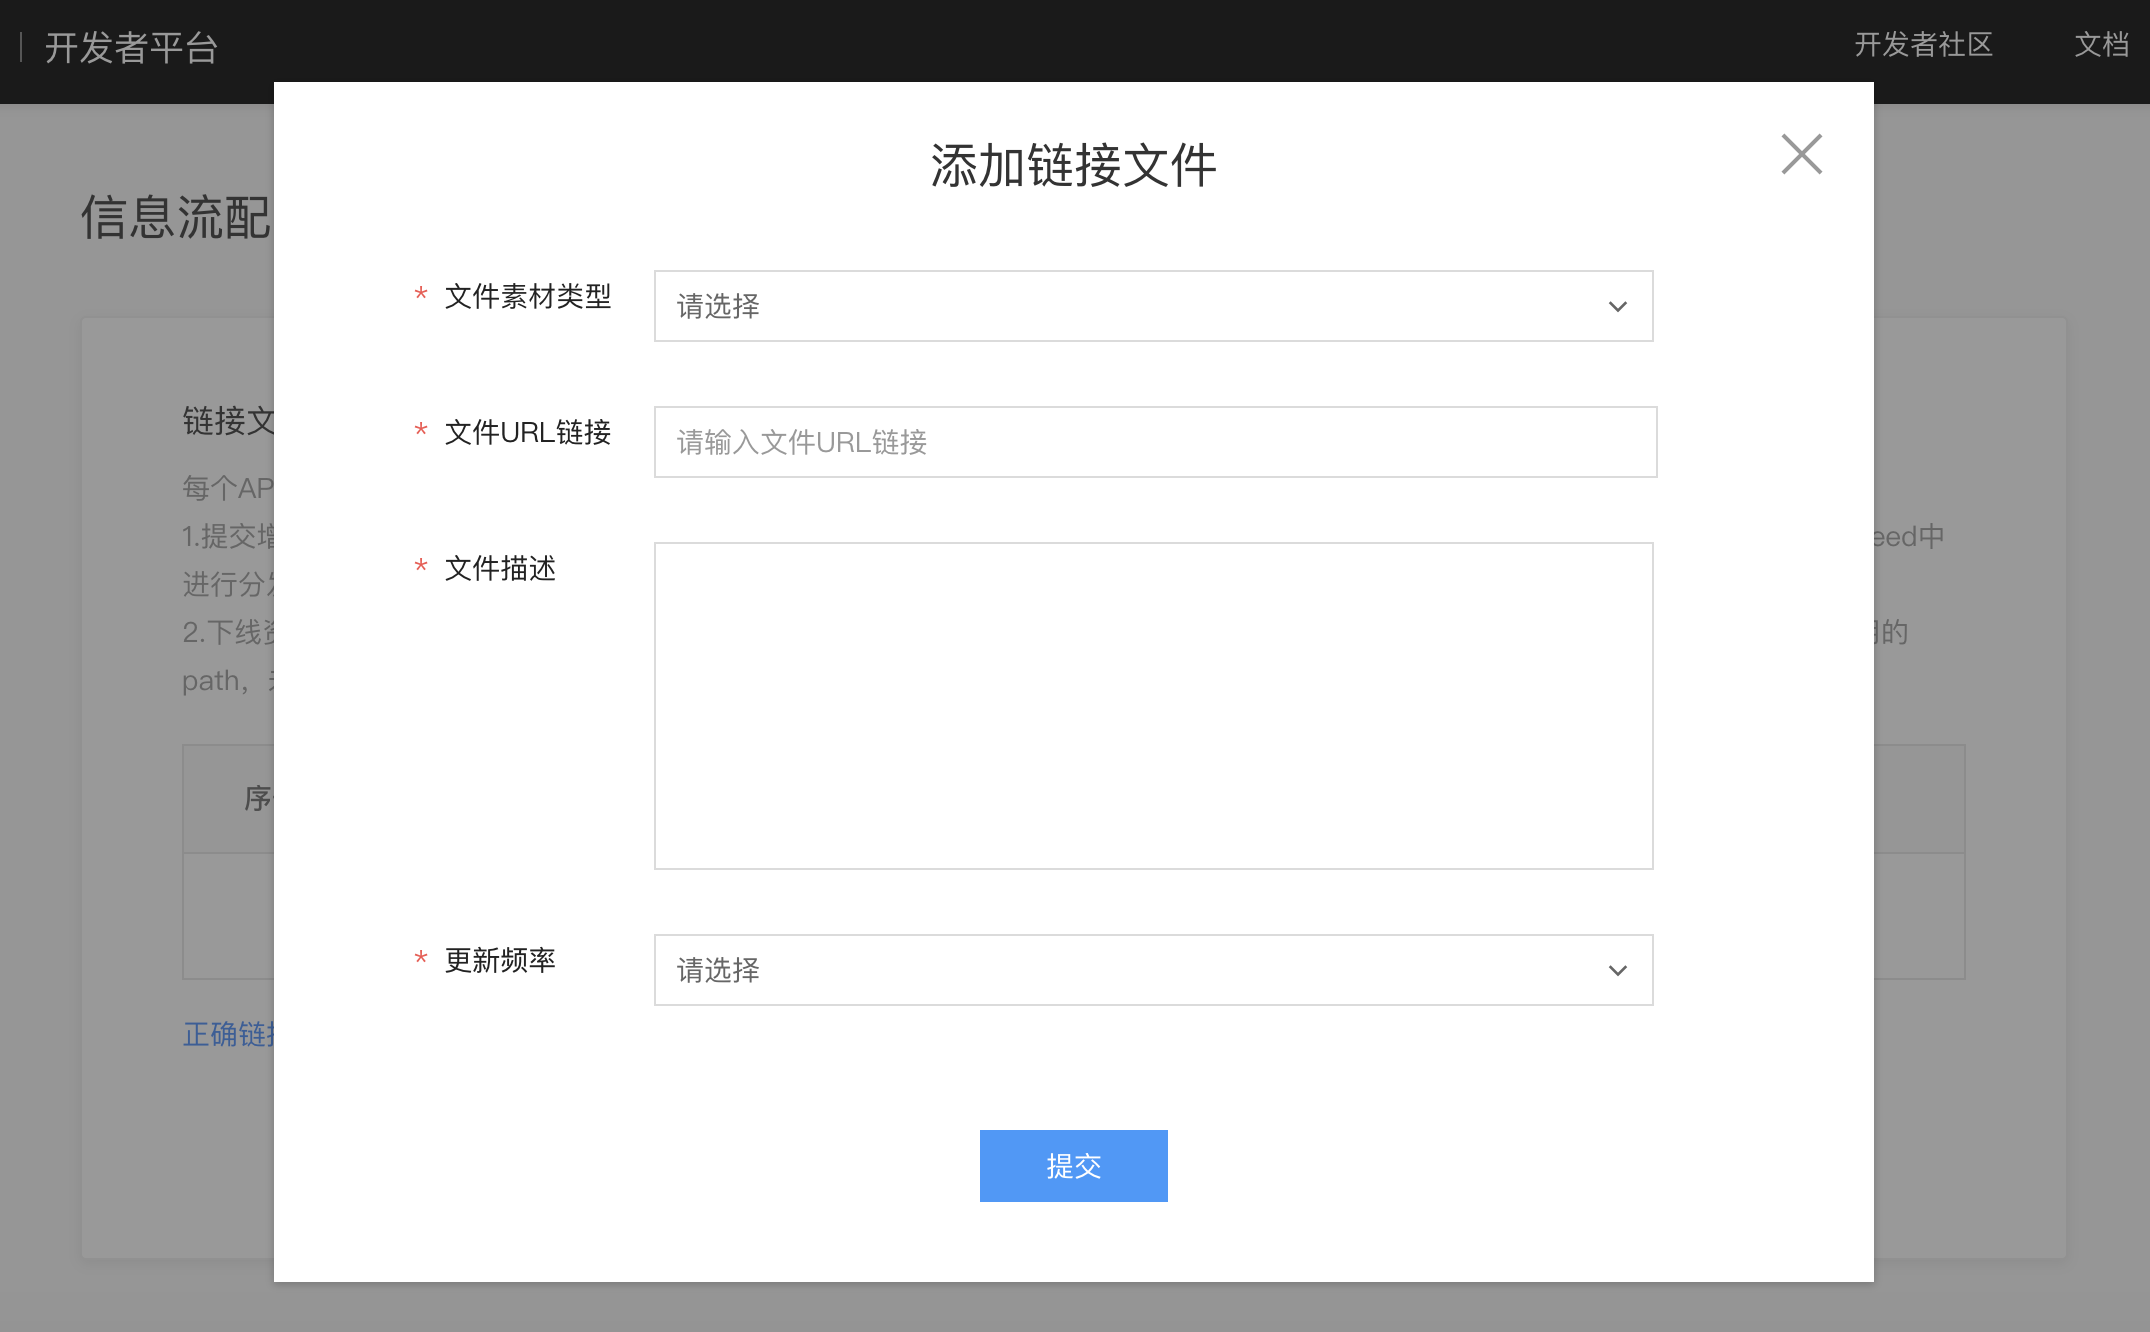 开发者平台
开发者社区
文档
添加链接文件
信息流配
* 文件素材类型
请选择
* 文件URL链接
请输入文件URL链接
链接文
每个AP
1.提交增
eed中
进行分发
2.下线资
的
path，
* 文件描述
序
* 更新频率
请选择
正确链接
提交